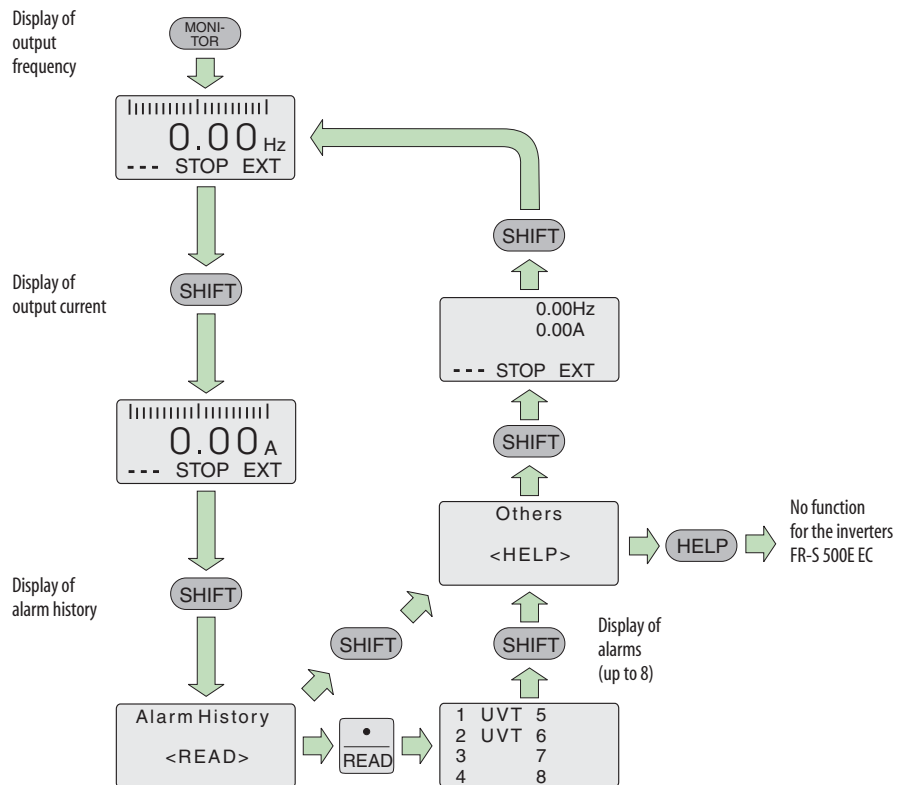 Display of
output
frequency
MONI-
TOR
0.00 Hz
--- STOP EXT
Display of
output current
SHIFT
0.00 A
--- STOP EXT
Display of
alarm history
SHIFT
Alarm History
<READ>
SHIFT
READ
1 UVT 5
2 UVT 6
3 7
4 8
Display of
alarms
(up to 8)
SHIFT
Others
<HELP>
HELP
No function
for the inverters
FR-S 500E EC
SHIFT
0.00Hz
0.00A
--- STOP EXT
SHIFT